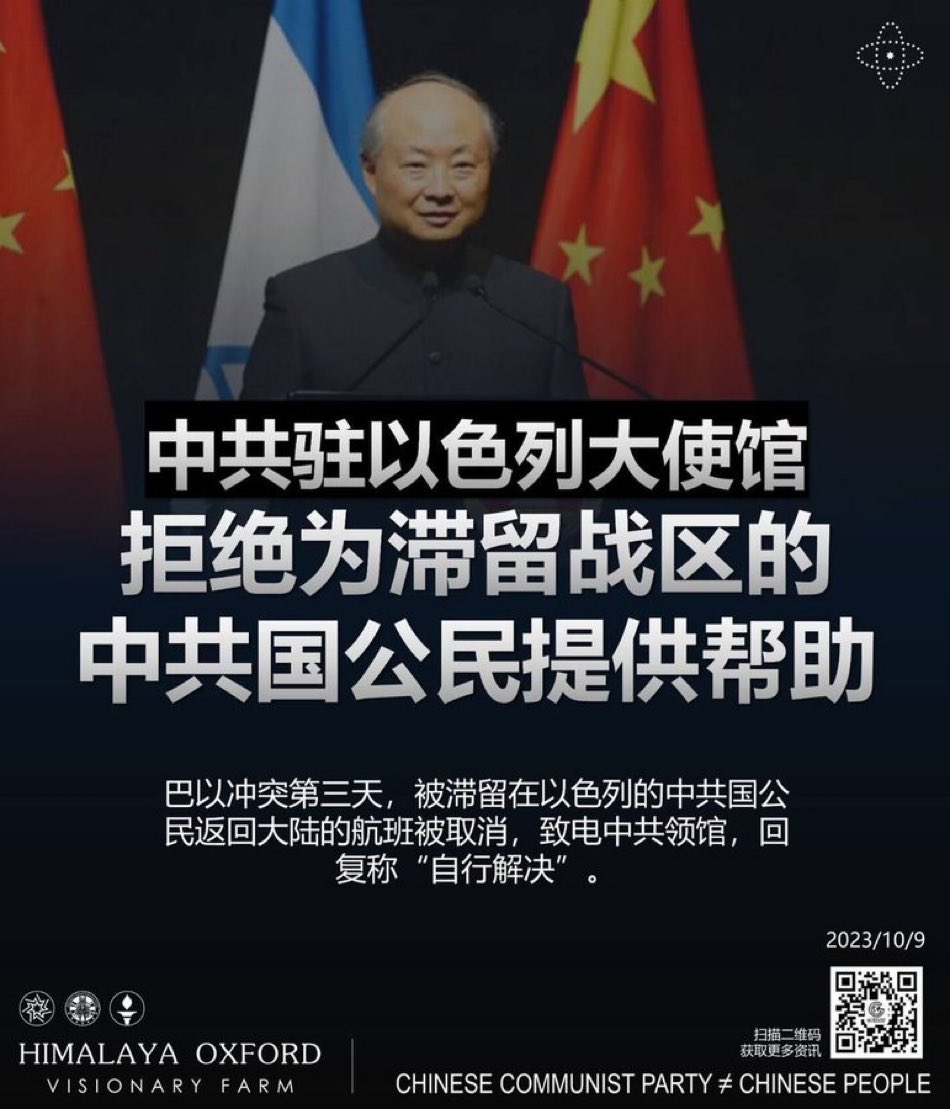 中共驻以色列大使馆
拒绝为滞留战区的
中共国公民提供帮助
巴以冲突第三天，被滞留在以色列的中共国公
民返回大陆的航班被取消，致电中共领馆，回
复称“自行解决”。
2023/10/9
扫描二维码
获取更多资讯
HIMALAYA OXFORD
VISIONARY FARM
CHINESE COMMUNIST PARTY ≠ CHINESE PEOPLE